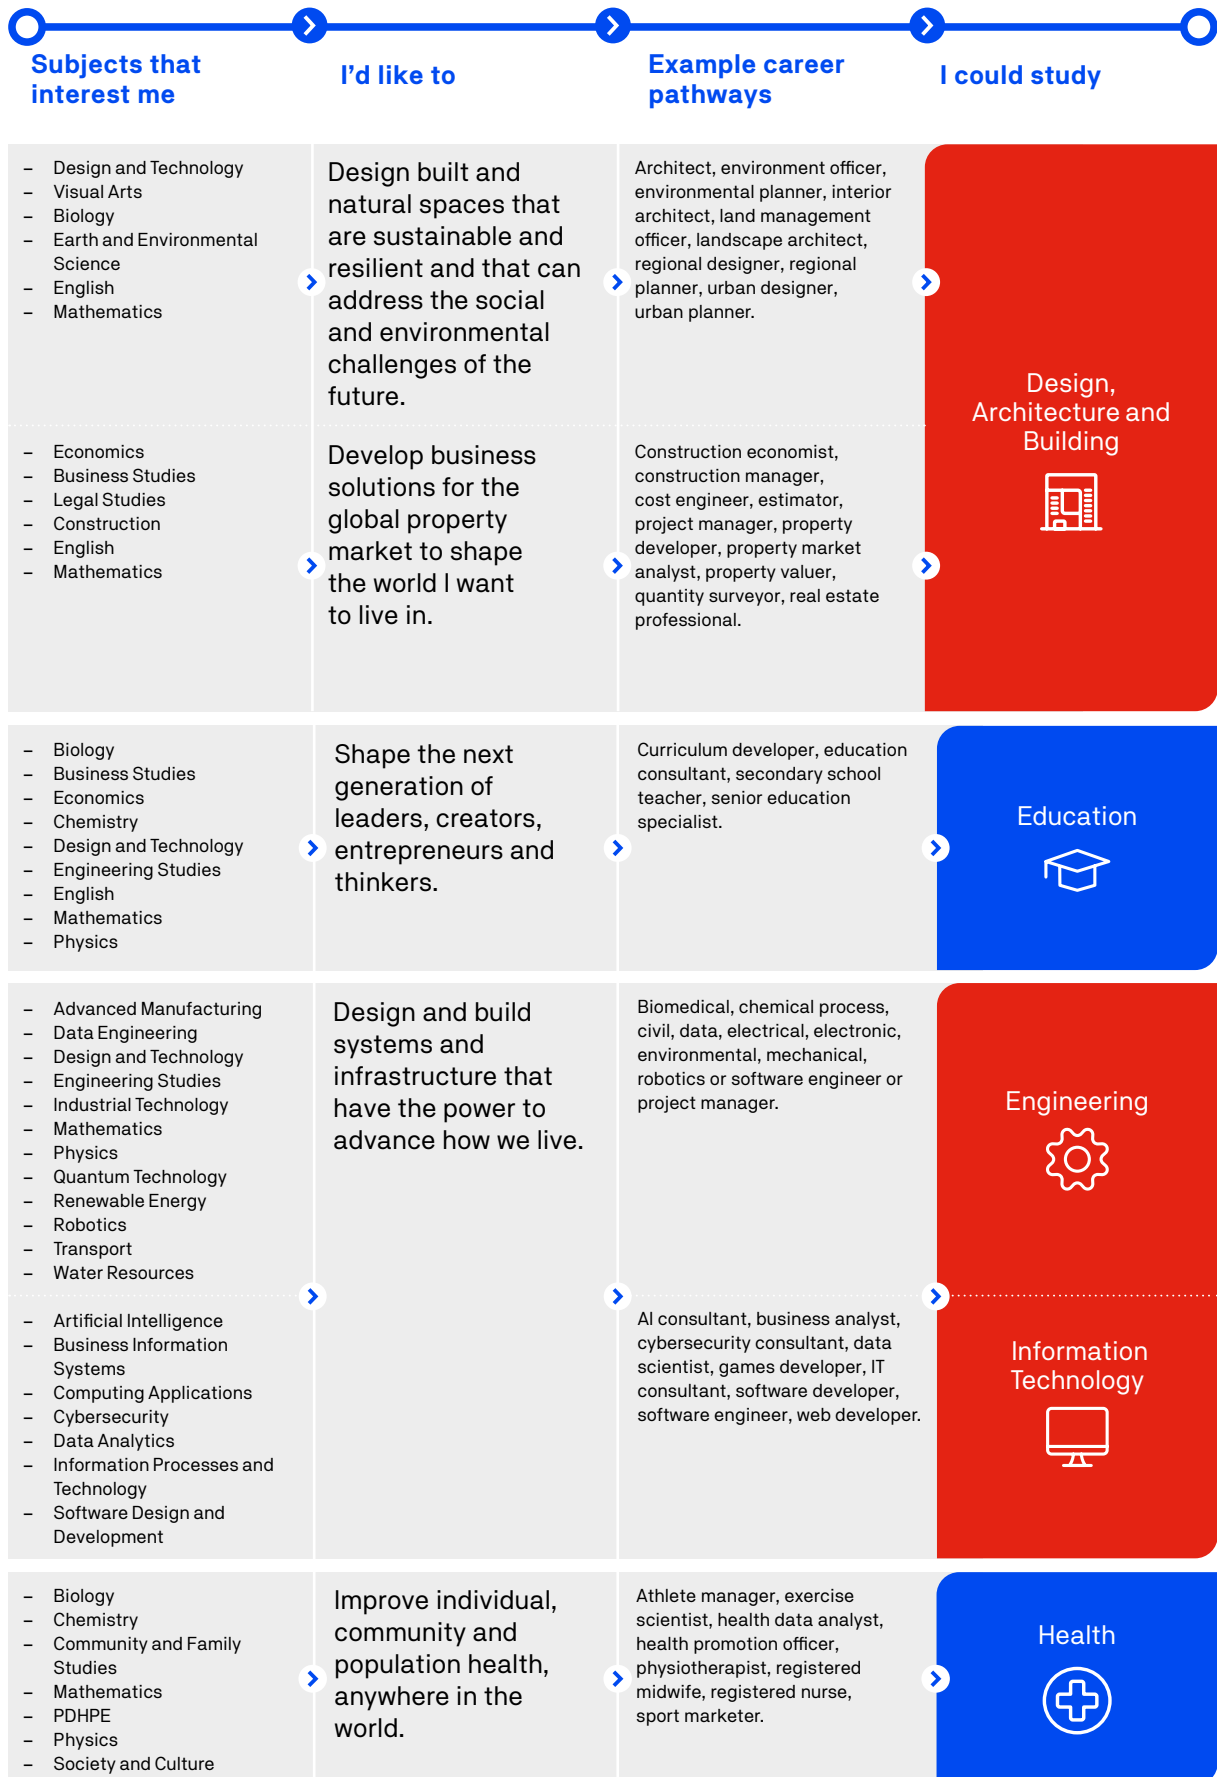 Subjects that
interest me
I’d like to
Example career
pathways
I could study
– Design and Technology
– Visual Arts
– Biology
– Earth and Environmental
Science
– English
– Mathematics
Design built and
natural spaces that
are sustainable and
resilient and that can
address the social
and environmental
challenges of the
future.
Architect, environment officer,
environmental planner, interior
architect, land management
officer, landscape architect,
regional designer, regional
planner, urban designer,
urban planner.
– Economics
– Business Studies
– Legal Studies
– Construction
– English
– Mathematics
Develop business
solutions for the
global property
market to shape
the world I want
to live in.
Construction economist,
construction manager,
cost engineer, estimator,
project manager, property
developer, property market
analyst, property valuer,
quantity surveyor, real estate
professional.
Design,
Architecture and
Building
– Biology
– Business Studies
– Economics
– Chemistry
– Design and Technology
– Engineering Studies
– English
– Mathematics
– Physics
Shape the next
generation of
leaders, creators,
entrepreneurs and
thinkers.
Curriculum developer, education
consultant, secondary school
teacher, senior education
specialist.
Education
– Advanced Manufacturing
– Data Engineering
– Design and Technology
– Engineering Studies
– Industrial Technology
– Mathematics
– Physics
– Quantum Technology
– Renewable Energy
– Robotics
– Transport
– Water Resources
Design and build
systems and
infrastructure that
have the power to
advance how we live.
Biomedical, chemical process,
civil, data, electrical, electronic,
environmental, mechanical,
robotics or software engineer or
project manager.
Engineering
– Artificial Intelligence
– Business Information
Systems
– Computing Applications
– Cybersecurity
– Data Analytics
– Information Processes and
Technology
– Software Design and
Development
AI consultant, business analyst,
cybersecurity consultant, data
scientist, games developer, IT
consultant, software developer,
software engineer, web developer.
Information
Technology
– Biology
– Chemistry
– Community and Family
Studies
– Mathematics
– PDHPE
– Physics
– Society and Culture
Improve individual,
community and
population health,
anywhere in the
world.
Athlete manager, exercise
scientist, health data analyst,
health promotion officer,
physiotherapist, registered
midwife, registered nurse,
sport marketer.
Health